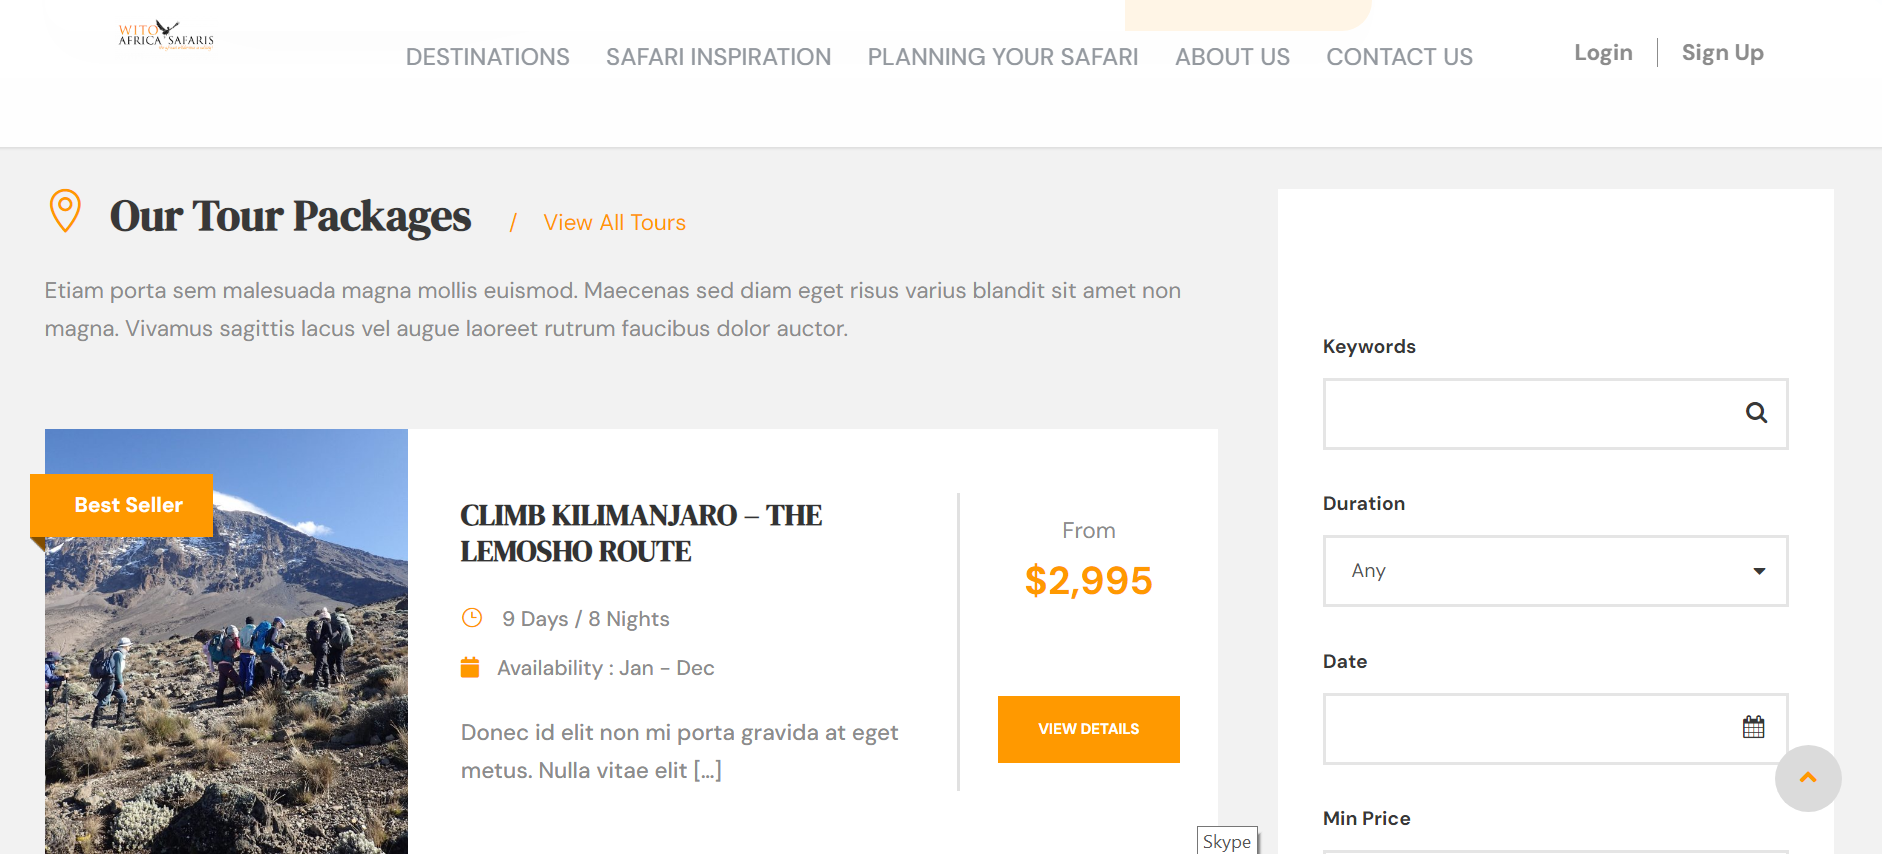 WITO
AFRICA SAFARIS
DESTINATIONS SAFARI INSPIRATION PLANNING YOUR SAFARI ABOUT US CONTACT US Login Sign Up
Our Tour Packages / View All Tours
Etiam porta sem malesuada magna mollis euismod. Maecenas sed diam eget risus varius blandit sit amet non
magna. Vivamus sagittis lacus vel augue laoreet rutrum faucibus dolor auctor.
Best Seller
CLIMB KILIMANJARO – THE
LEMOSHO ROUTE
9 Days / 8 Nights
Availability : Jan - Dec
Donec id elit non mi porta gravida at eget
metus. Nulla vitae elit [...]
From
$2,995
VIEW DETAILS
Keywords
Duration
Any
Date
Min Price
Skype